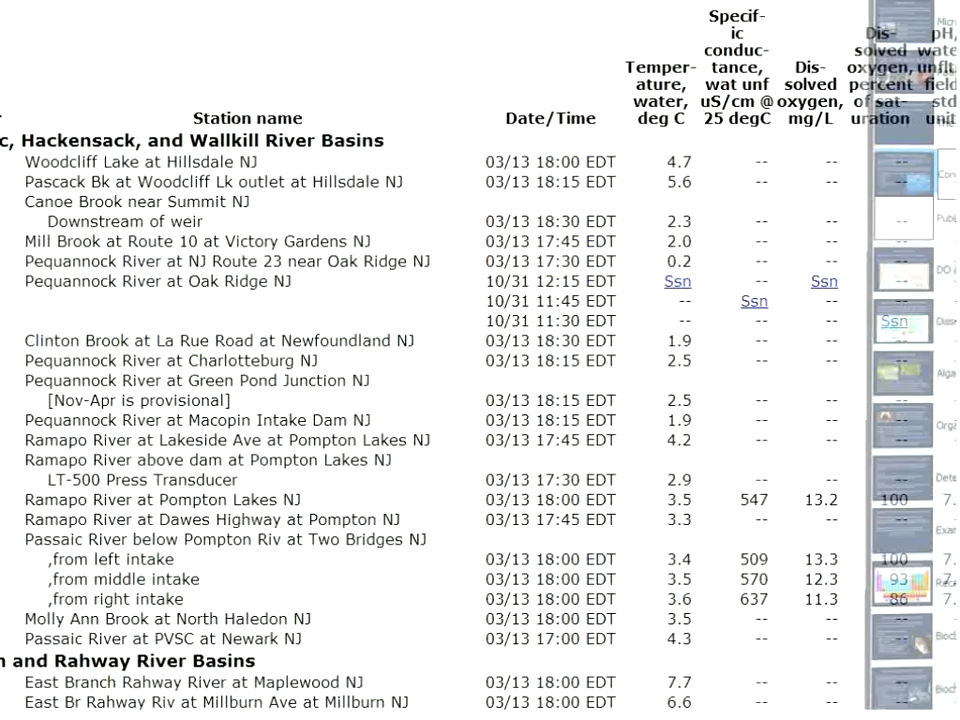 Specif-
ic
Dis- pH,
conduc- solved
Temper- tance, Dis- oxygen, unflt
ature, wat unf solved percent field
water, uS/cm @ oxygen, of sat- std
Station name Date/Time deg C 25 degC mg/L uration
c, Hackensack, and Wallkill River Basins
Woodcliff Lake at Hillsdale NJ 03/13 18:00 EDT 4.7 -- -- --
Pascack Bk at Woodcliff Lk outlet at Hillsdale NJ 03/13 18:15 EDT 5.6 -- -- --
Canoe Brook near Summit NJ
Downstream of weir 03/13 18:30 EDT 2.3 -- -- --
Mill Brook at Route 10 at Victory Gardens NJ 03/13 17:45 EDT 2.0 -- -- --
Pequannock River at NJ Route 23 near Oak Ridge NJ 03/13 17:30 EDT 0.2 -- -- --
Pequannock River at Oak Ridge NJ 10/31 12:15 EDT Ssn -- Ssn --
10/31 11:45 EDT -- Ssn -- --
10/31 11:30 EDT -- -- -- Ssn
Clinton Brook at La Rue Road at Newfoundland NJ 03/13 18:30 EDT 1.9 -- -- --
Pequannock River at Charlotteburg NJ 03/13 18:15 EDT 2.5 -- -- --
Pequannock River at Green Pond Junction NJ
[Nov-Apr is provisional] 03/13 18:15 EDT 2.5 -- -- --
Pequannock River at Macopin Intake Dam NJ 03/13 18:15 EDT 1.9 -- -- --
Ramapo River at Lakeside Ave at Pompton Lakes NJ 03/13 17:45 EDT 4.2 -- -- --
Ramapo River above dam at Pompton Lakes NJ
LT-500 Press Transducer 03/13 17:30 EDT 2.9 -- -- --
Ramapo River at Pompton Lakes NJ 03/13 18:00 EDT 3.5 547 13.2 100 7.
Ramapo River at Dawes Highway at Pompton NJ 03/13 17:45 EDT 3.3 -- -- --
Passaic River below Pompton Riv at Two Bridges NJ
,from left intake 03/13 18:00 EDT 3.4 509 13.3 100 7.
,from middle intake 03/13 18:00 EDT 3.5 570 12.3 93 7.
,from right intake 03/13 18:00 EDT 3.6 637 11.3 86 7.
Molly Ann Brook at North Haledon NJ 03/13 18:00 EDT 3.5 -- -- --
Passaic River at PVSC at Newark NJ 03/13 17:00 EDT 4.3 -- -- --
and Rahway River Basins
East Branch Rahway River at Maplewood NJ 03/13 18:00 EDT 7.7 -- -- --
East Br Rahway Riv at Millburn Ave at Millburn NJ 03/13 18:00 EDT 6.6 -- -- --